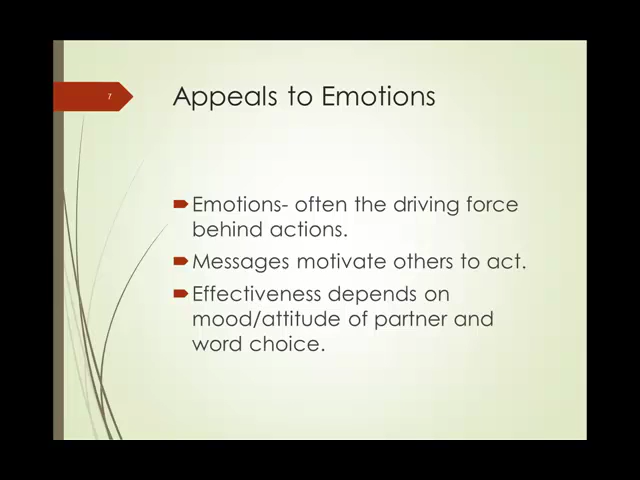 7
Appeals to Emotions
Emotions- often the driving force
behind actions.
Messages motivate others to act.
Effectiveness depends on
mood/attitude of partner and
word choice.